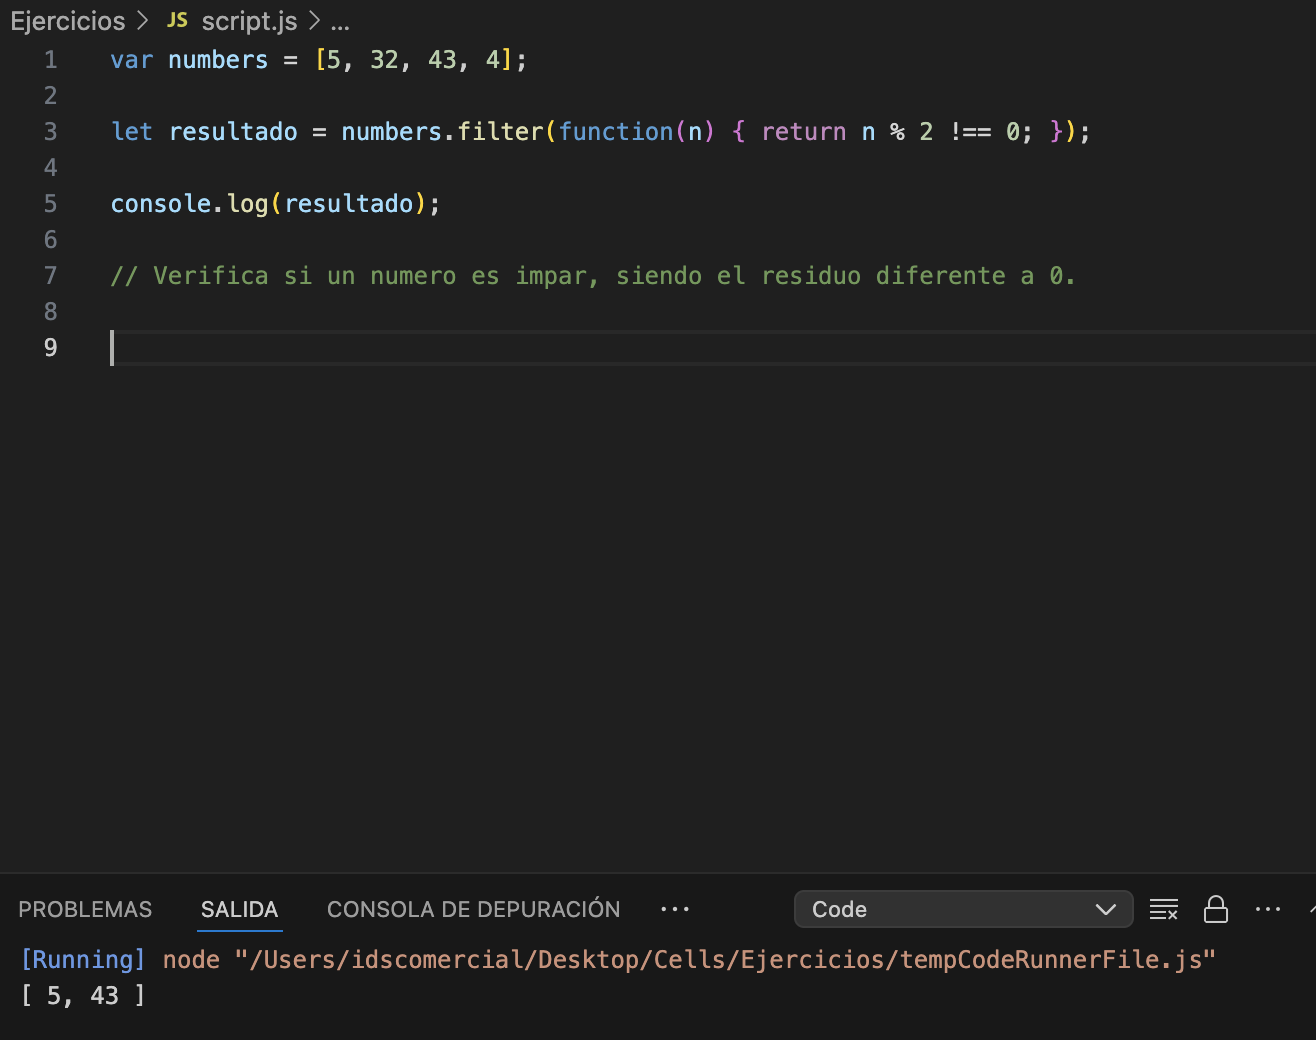 Ejercicios > JS script.js > ...
1 var numbers = [5, 32, 43, 4];
2
3 let resultado = numbers.filter(function(n) { return n % 2 !== 0; });
4
5 console.log(resultado);
6
7 // Verifica si un numero es impar, siendo el residuo diferente a 0.
8
9
PROBLEMAS SALIDA CONSOLA DE DEPURACIÓN ... Code ...
[Running] node "/Users/idscomercial/Desktop/Cells/Ejercicios/tempCodeRunnerFile.js"
[ 5, 43 ]